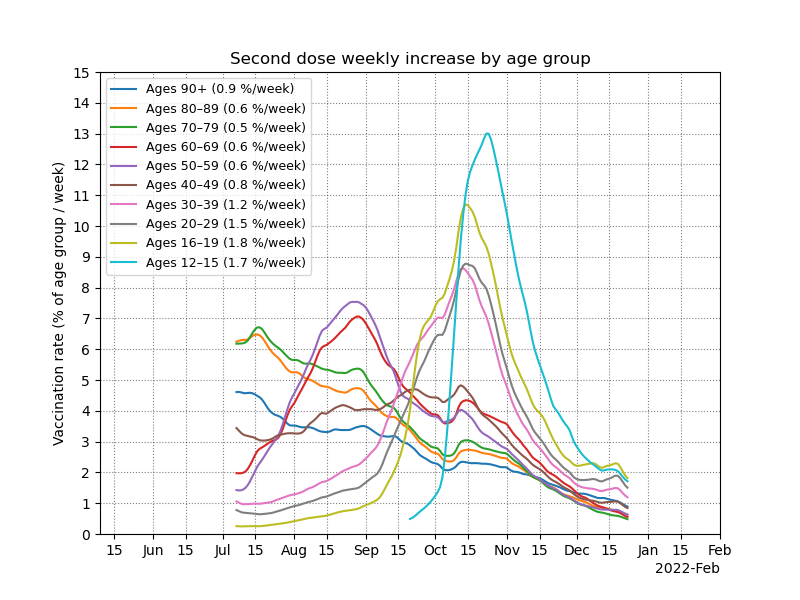 Second dose weekly increase by age group
Vaccination rate (% of age group / week)
15
14
13
12
11
10
9
8
7
6
5
4
3
2
1
0
Ages 90+ (0.9 %/week)
Ages 80–89 (0.6 %/week)
Ages 70–79 (0.5 %/week)
Ages 60–69 (0.6 %/week)
Ages 50–59 (0.6 %/week)
Ages 40–49 (0.8 %/week)
Ages 30–39 (1.2 %/week)
Ages 20–29 (1.5 %/week)
Ages 16–19 (1.8 %/week)
Ages 12–15 (1.7 %/week)
15 Jun 15 Jul 15 Aug 15 Sep 15 Oct 15 Nov 15 Dec 15 Jan 15 Feb
2022-Feb